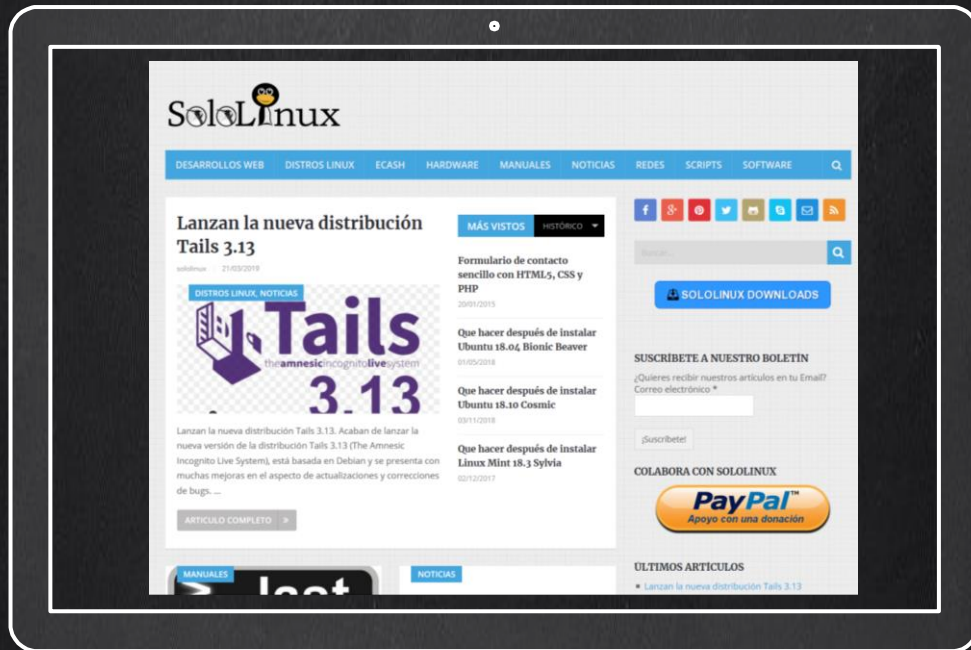 SoloLinux
DESARROLLOS WEB DISTROS LINUX ECASH HARDWARE MANUALES NOTICIAS REDES SCRIPTS SOFTWARE
Lanzan la nueva distribución
Tails 3.13
sololinux 21/03/2019
DISTROS LINUX, NOTICIAS
Tails
theamnesicincognitolivesystem
3.13
Lanzan la nueva distribución Tails 3.13. Acaban de lanzar la
nueva versión de la distribución Tails 3.13 (The Amnesic
Incognito Live System), está basada en Debian y se presenta con
muchas mejoras en el aspecto de actualizaciones y correcciones
de bugs. ...
ARTICULO COMPLETO »
MÁS VISTOS HISTÓRICO
Formulario de contacto
sencillo con HTML5, CSS y
PHP
20/01/2015
Que hacer después de instalar
Ubuntu 18.04 Bionic Beaver
01/05/2018
Que hacer después de instalar
Ubuntu 18.10 Cosmic
03/11/2018
Que hacer después de instalar
Linux Mint 18.3 Sylvia
02/12/2017
Buscar...
SOLOLINUX DOWNLOADS
SUSCRÍBETE A NUESTRO BOLETÍN
¿Quieres recibir nuestros artículos en tu Email?
Correo electrónico *
¡Suscríbete!
COLABORA CON SOLOLINUX
PayPal™
Apoyo con una donación
ÚLTIMOS ARTÍCULOS
Lanzan la nueva distribución Tails 3.13
MANUALES
NOTICIAS